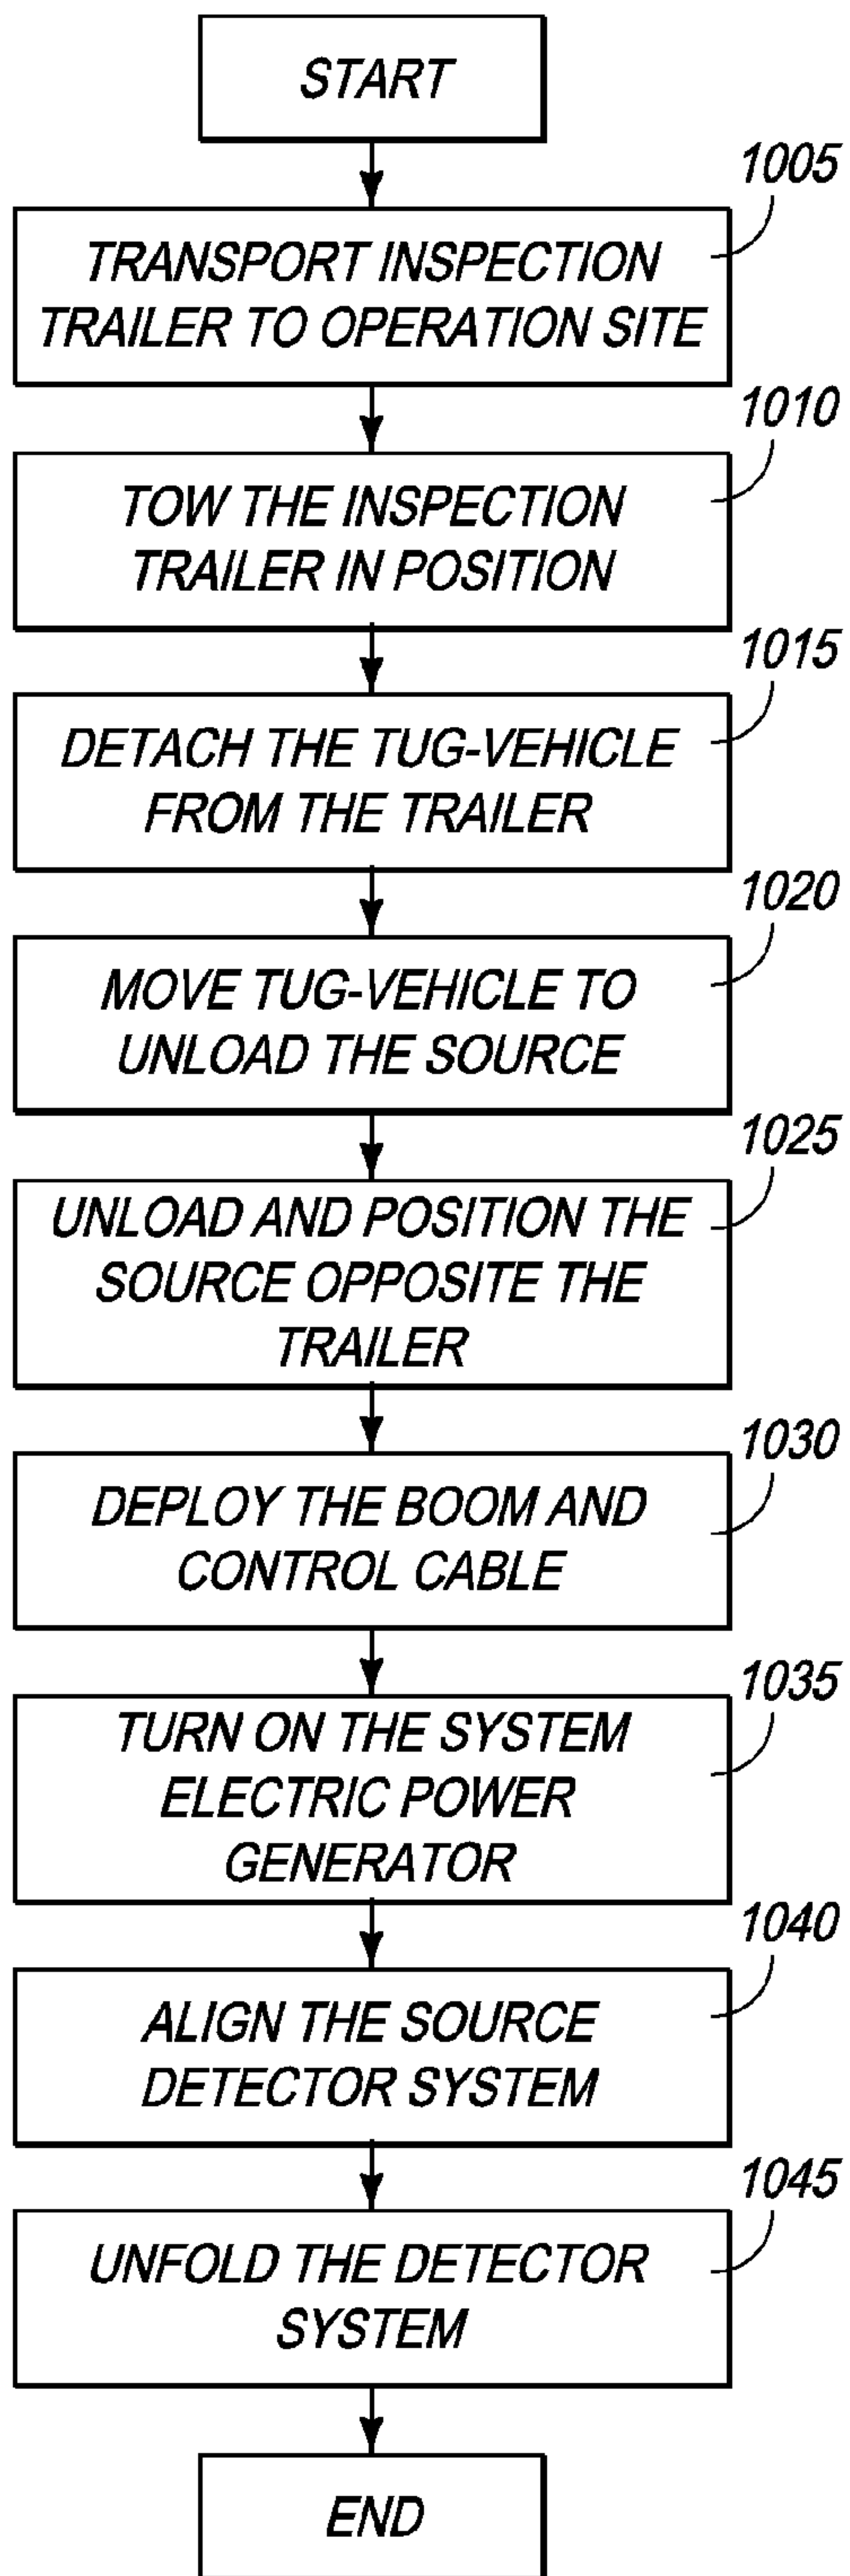 START
1005
TRANSPORT INSPECTION
TRAILER TO OPERATION SITE
1010
TOW THE INSPECTION
TRAILER IN POSITION
1015
DETACH THE TUG-VEHICLE
FROM THE TRAILER
1020
MOVE TUG-VEHICLE TO
UNLOAD THE SOURCE
1025
UNLOAD AND POSITION THE
SOURCE OPPOSITE THE
TRAILER
1030
DEPLOY THE BOOM AND
CONTROL CABLE
1035
TURN ON THE SYSTEM
ELECTRIC POWER
GENERATOR
1040
ALIGN THE SOURCE
DETECTOR SYSTEM
1045
UNFOLD THE DETECTOR
SYSTEM
END